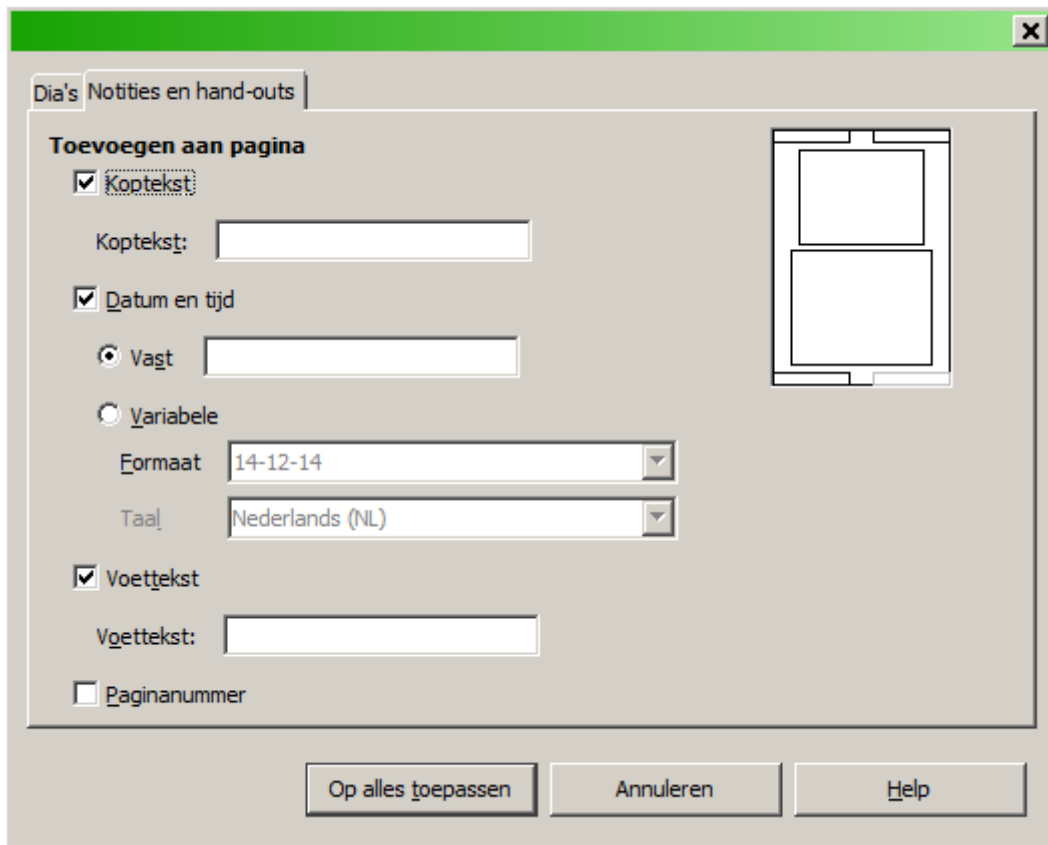 Dia's Notities en hand-outs
Toevoegen aan pagina
Koptekst
Koptekst:
Datum en tijd
Vast
Variabele
Formaat 14-12-14
Taal Nederlands (NL)
Voettekst
Voettekst:
Paginanummer
Op alles toepassen Annuleren Help